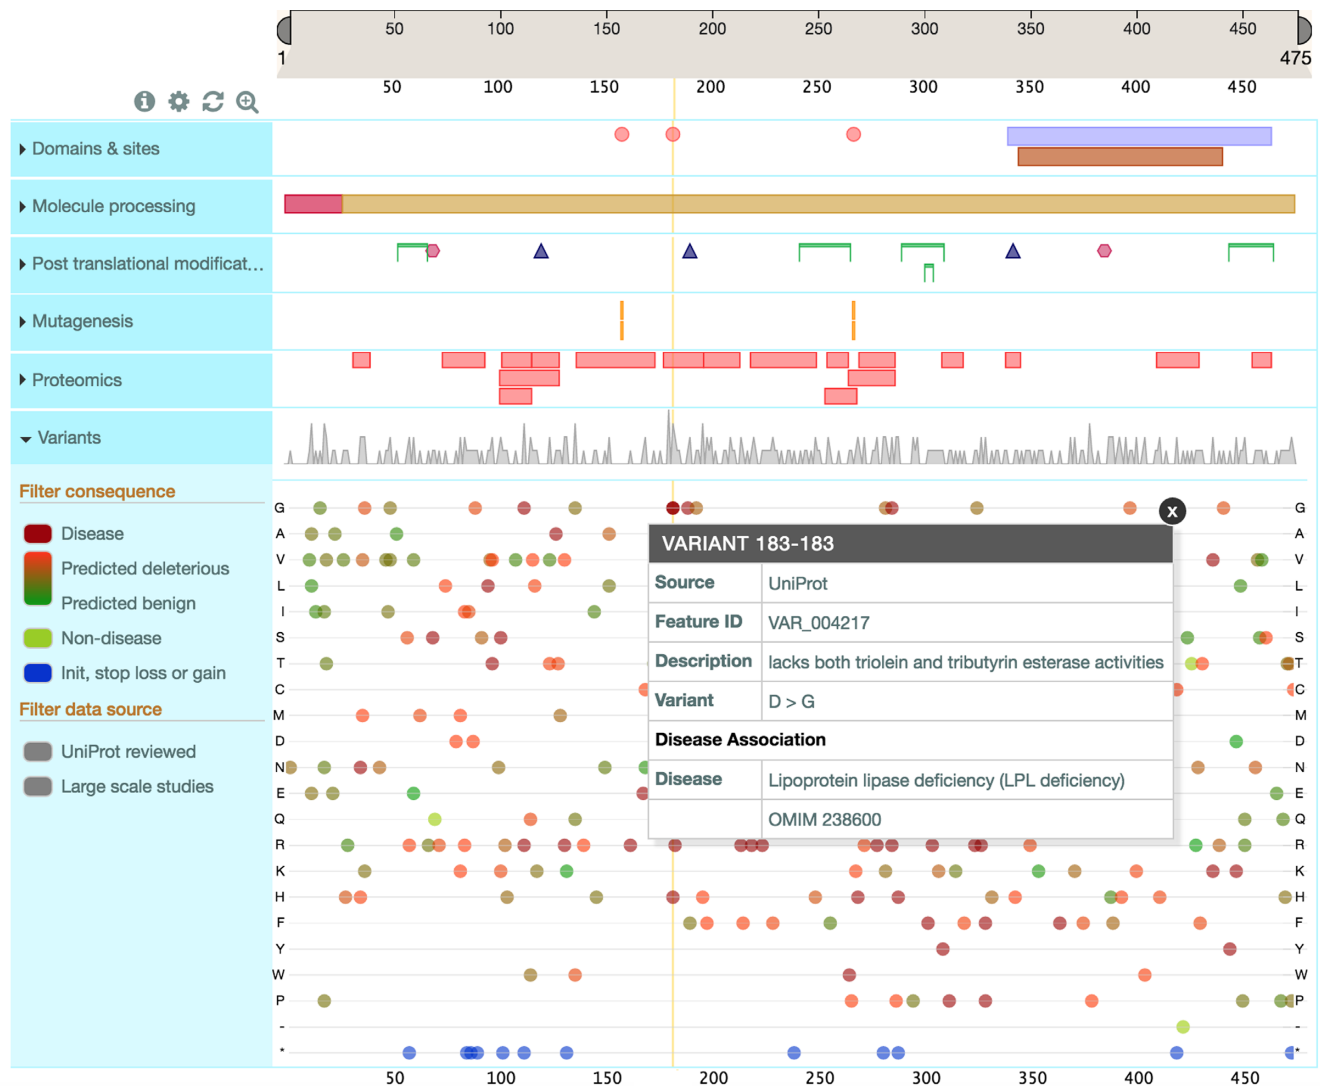 50 100 150 200 250 300 350 400 450
1 475
50 100 150 200 250 300 350 400 450
Domains & sites
Molecule processing
Post translational modificat...
Mutagenesis
Proteomics
Variants
Filter consequence
Disease
Predicted deleterious
Predicted benign
Non-disease
Init, stop loss or gain
Filter data source
UniProt reviewed
Large scale studies
G G
A A
V V
L L
I I
S S
T T
C C
M M
D D
N N
E E
Q Q
R R
K K
H H
F F
Y Y
W W
P P
- -
* *
x
VARIANT 183-183
Source UniProt
Feature ID VAR_004217
Description lacks both triolein and tributyrin esterase activities
Variant D > G
Disease Association
Disease Lipoprotein lipase deficiency (LPL deficiency)
OMIM 238600
50 100 150 200 250 300 350 400 450